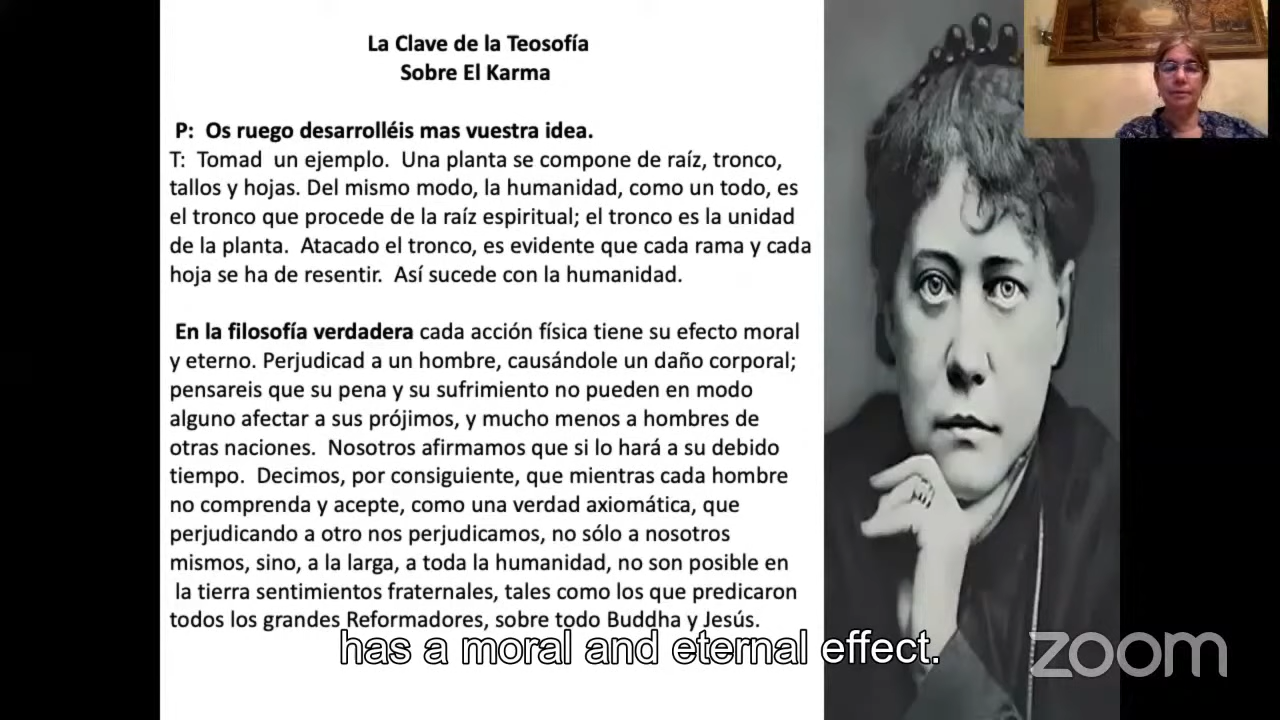 La Clave de la Teosofía
Sobre El Karma
P: Os ruego desarrolléis mas vuestra idea.
T: Tomad un ejemplo. Una planta se compone de raíz, tronco,
tallos y hojas. Del mismo modo, la humanidad, como un todo, es
el tronco que procede de la raíz espiritual; el tronco es la unidad
de la planta. Atacado el tronco, es evidente que cada rama y cada
hoja se ha de resentir. Así sucede con la humanidad.
En la filosofía verdadera cada acción física tiene su efecto moral
y eterno. Perjudicad a un hombre, causándole un daño corporal;
pensareis que su pena y su sufrimiento no pueden en modo
alguno afectar a sus prójimos, y mucho menos a hombres de
otras naciones. Nosotros afirmamos que si lo hará a su debido
tiempo. Decimos, por consiguiente, que mientras cada hombre
no comprenda y acepte, como una verdad axiomática, que
perjudicando a otro nos perjudicamos, no sólo a nosotros
mismos, sino, a la larga, a toda la humanidad, no son posible en
la tierra sentimientos fraternales, tales como los que predicaron
todos los grandes Reformadores, sobre todo Buddha y Jesús.
has a moral and eternal effect.
zoom